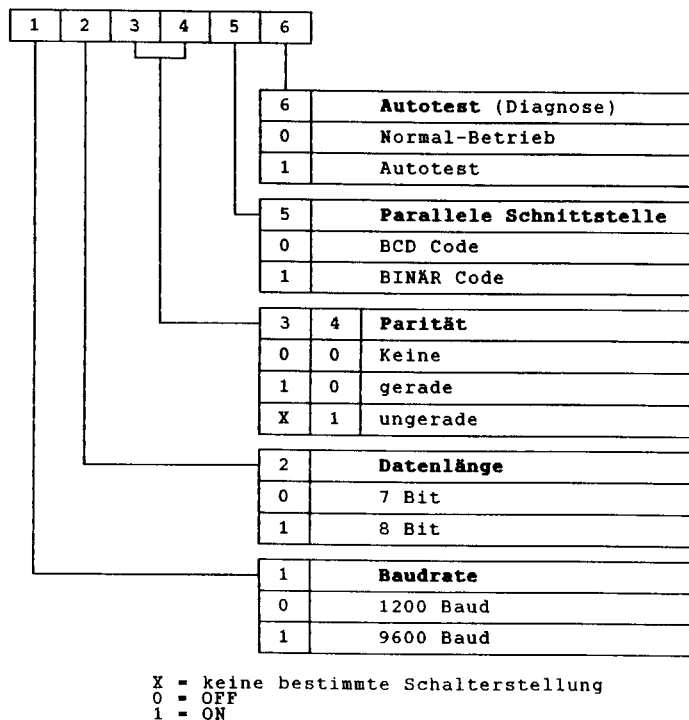 1 2 3 4 5 6
6 Autotest (Diagnose)
0 Normal-Betrieb
1 Autotest
5 Parallele Schnittstelle
0 BCD Code
1 BINÄR Code
3 4 Parität
0 0 Keine
1 0 gerade
X 1 ungerade
2 Datenlänge
0 7 Bit
1 8 Bit
1 Baudrate
0 1200 Baud
1 9600 Baud
X = keine bestimmte Schalterstellung
0 = OFF
1 = ON